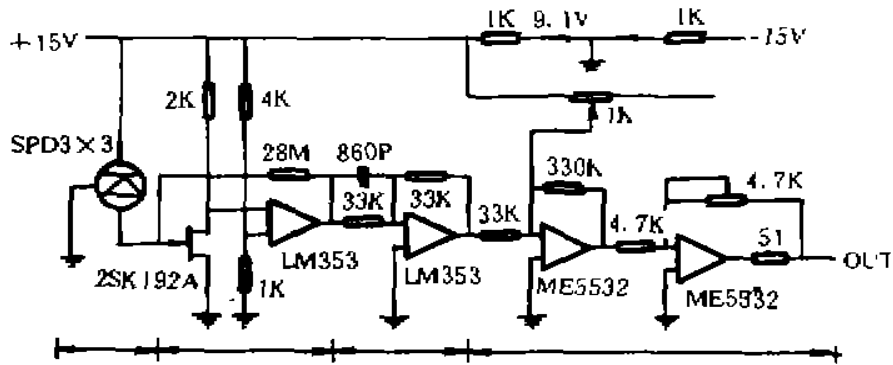 1K 9.1V 1K
+15V -15V
2K 4K 1K
SPD3×3 28M 860P 330K
33K 4.7K
33K 33K 4.7K 51
LM353 OUT
2SK192A 1K LM353 ME5532 ME5532